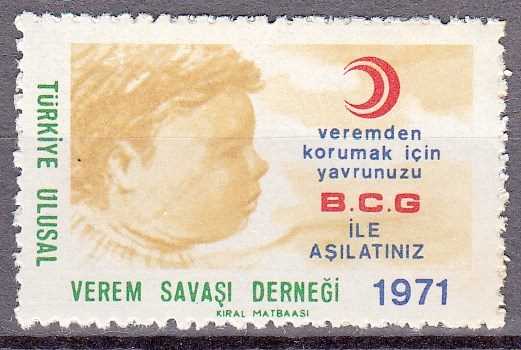 TÜRKİYE ULUSAL
VEREM SAVAŞI DERNEĞİ
veremden
korumak için
yavrunuzu
B.C.G
İLE
AŞILATINIZ
1971
KIRAL MATBAASI